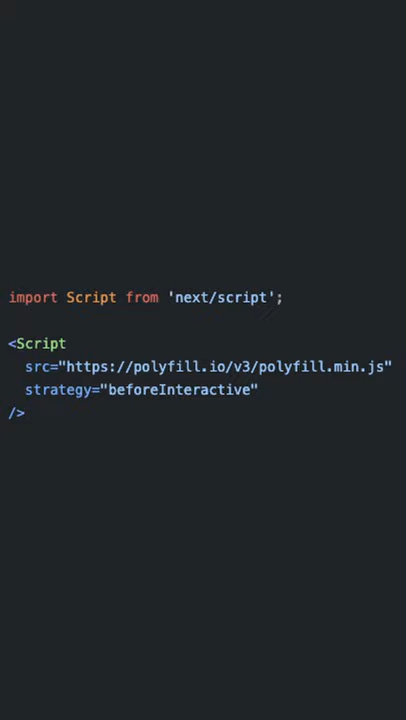 import Script from 'next/script';
<Script
src="https://polyfill.io/v3/polyfill.min.js"
strategy="beforeInteractive"
/>